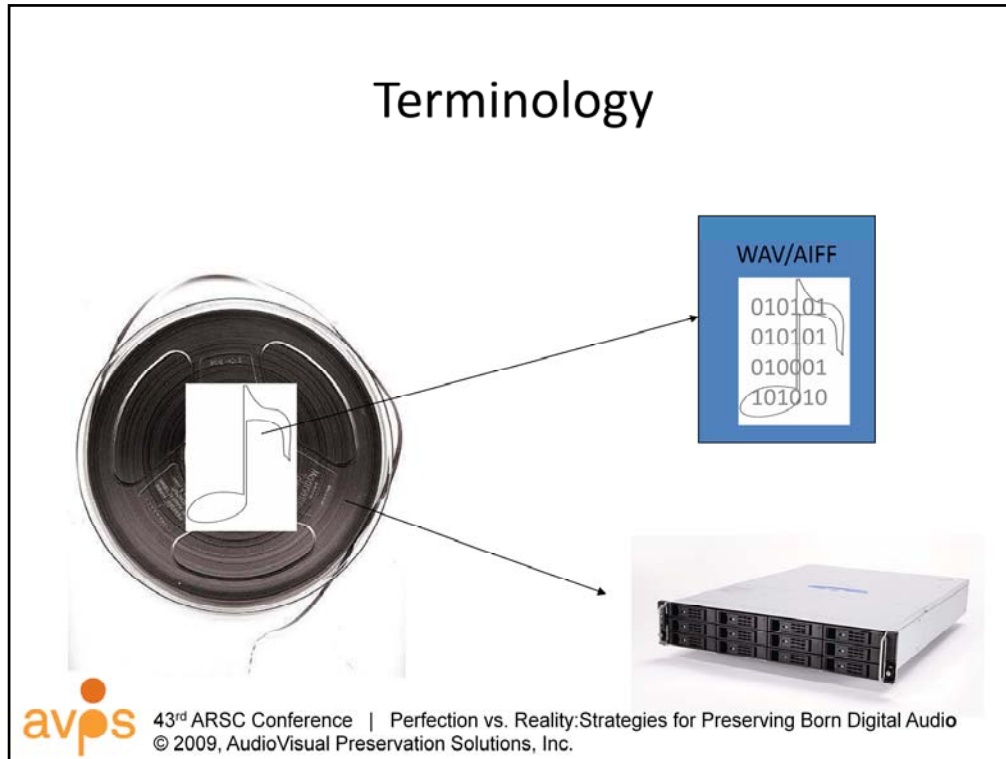 Terminology
WAV/AIFF
010101
010101
010001
101010
avps
43rd ARSC Conference | Perfection vs. Reality:Strategies for Preserving Born Digital Audio
© 2009, AudioVisual Preservation Solutions, Inc.